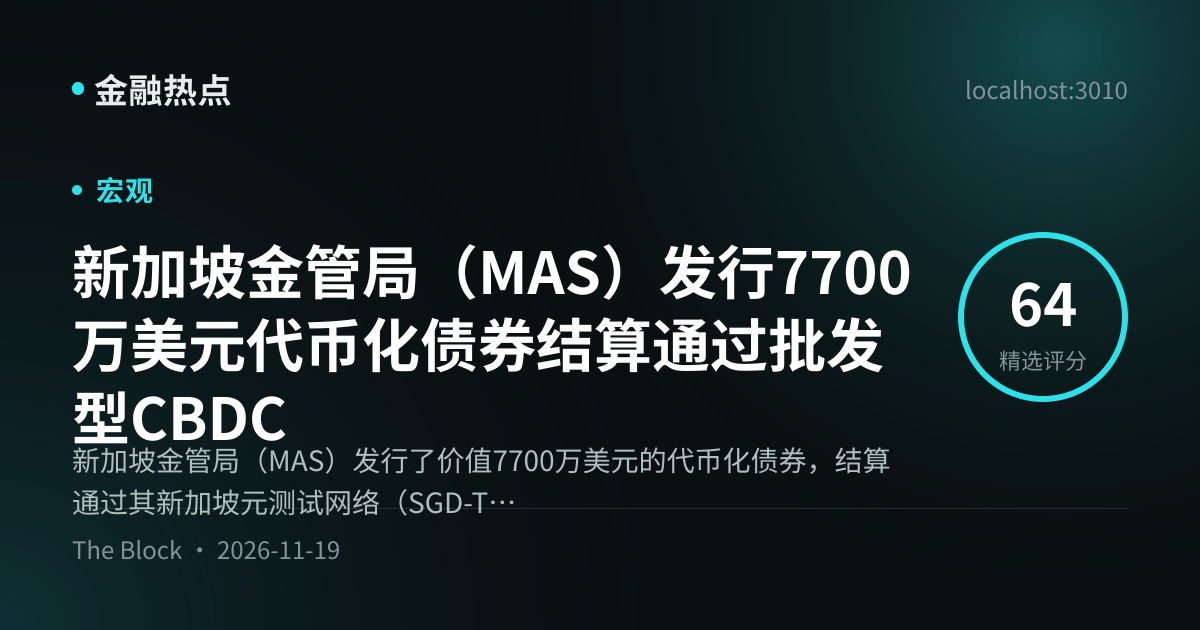 金融热点
localhost:3010
宏观
新加坡金管局（MAS）发行7700
万美元代币化债券结算通过批发
型CBDC
64
精选评分
新加坡金管局（MAS）发行了价值7700万美元的代币化债券，结算
通过其新加坡元测试网络（SGD-T…
The Block · 2026-11-19